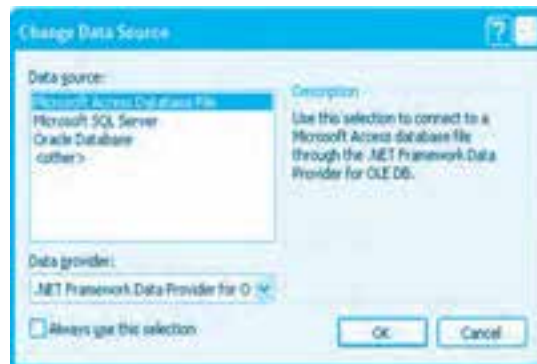 Change Data Source
Data source:
Microsoft Access Database File
Microsoft SQL Server
Oracle Database
<other>
Description
Use this selection to connect to a
Microsoft Access database file
through the .NET Framework Data
Provider for OLE DB.
Data provider:
.NET Framework Data Provider for O
Always use this selection
OK
Cancel